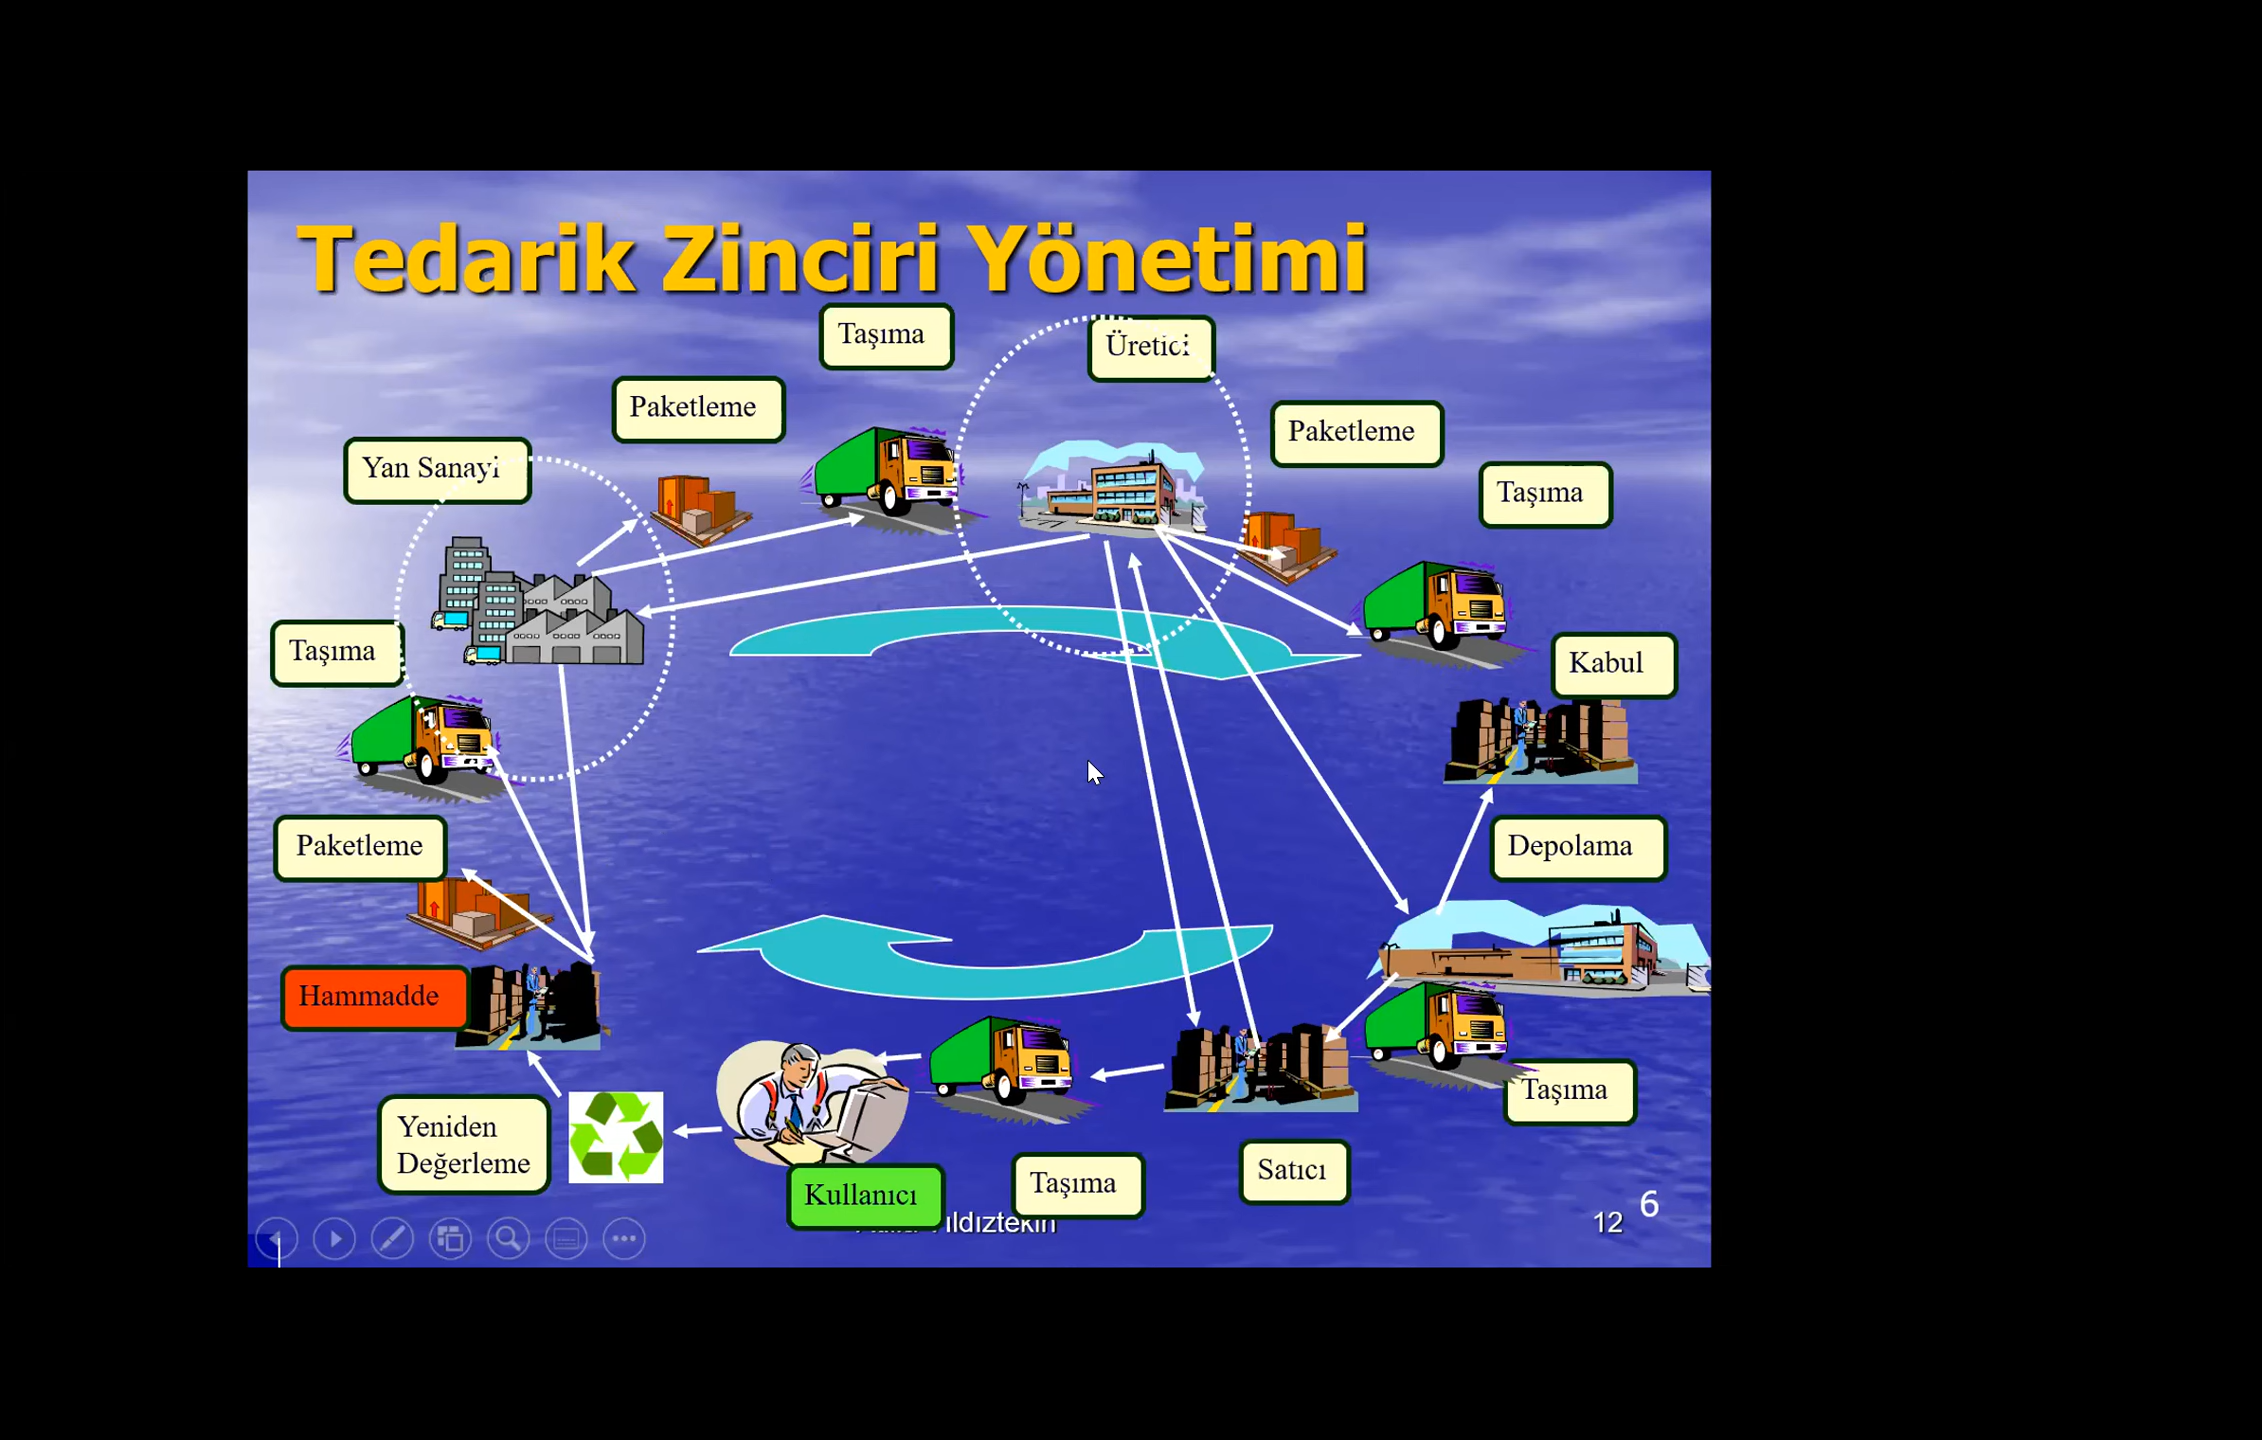 Tedarik Zinciri Yönetimi
Taşıma
Üretici
Paketleme
Paketleme
Yan Sanayi
Taşıma
Taşıma
Kabul
Paketleme
Depolama
Hammadde
Taşıma
Yeniden
Değerleme
Satıcı
Taşıma
Kullanıcı
6
12